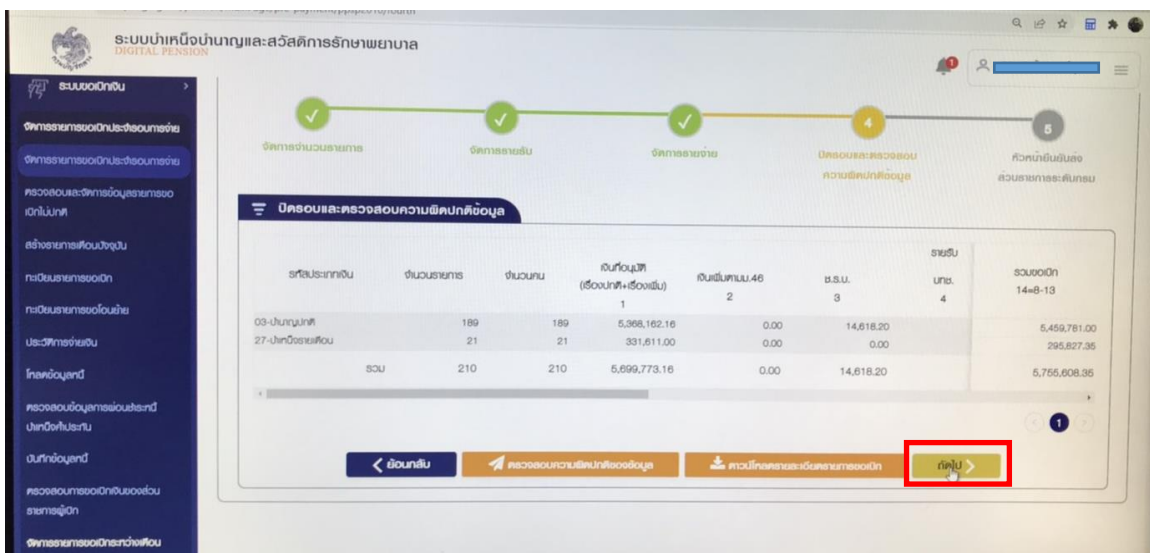 ระบบบำเหน็จบำนาญและสวัสดิการรักษาพยาบาล
DIGITAL PENSION
ระบบขอเบิกเงิน
จัดการรายการขอเบิกประจำรอบการจ่าย
จัดการรายการขอเบิกประจำรอบการจ่าย
ตรวจสอบและจัดการข้อมูลรายการขอ
เบิกไม่ปกติ
สร้างรายการเดือนปัจจุบัน
ทะเบียนรายการขอเบิก
ทะเบียนรายการขอโอนย้าย
ประวัติการจ่ายเงิน
โหลดข้อมูลหนี้
ตรวจสอบข้อมูลการผ่อนชำระหนี้
บำเหน็จค้ำประกัน
บันทึกข้อมูลหนี้
ตรวจสอบการขอเบิกเงินของส่วน
ราชการผู้เบิก
จัดการรายการขอเบิกระหว่างเดือน
จัดการจำนวนรายการ
จัดการรายรับ
จัดการรายจ่าย
4
ปิดรอบและตรวจสอบ
ความผิดปกติข้อมูล
5
หัวหน้ายืนยันส่ง
ส่วนราชการระดับกรม
ปิดรอบและตรวจสอบความผิดปกติข้อมูล
รายรับ
รหัสประเภทเงิน จำนวนรายการ จำนวนคน เงินที่อนุมัติ (เรื่องปกติ+เรื่องเพิ่ม) 1 เงินเพิ่มตามม.46 2 ช.ร.บ. 3 บทช. 4 รวมขอเบิก 14=8-13
03-บำนาญปกติ 189 189 5,368,162.16 0.00 14,618.20 5,459,781.00
27-บำเหน็จรายเดือน 21 21 331,611.00 0.00 0.00 295,827.35
รวม 210 210 5,699,773.16 0.00 14,618.20 5,755,608.35
1
ย้อนกลับ ตรวจสอบความผิดปกติของข้อมูล ดาวน์โหลดรายละเอียดรายการขอเบิก ถัดไป